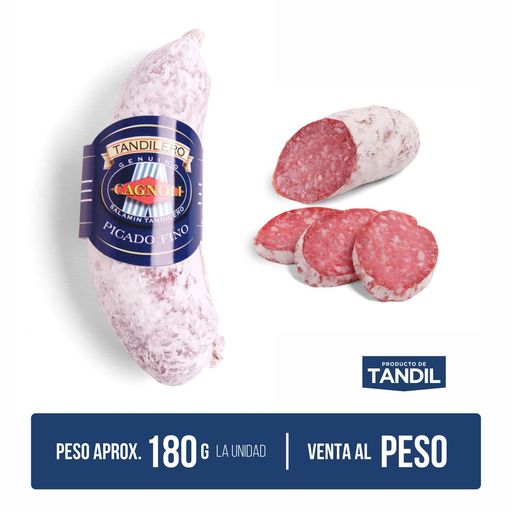 TANDILERO
GENUINO
CAGNOLI
SALAMIN TANDILERO
PICADO FINO
PRODUCTO DE
TANDIL
PESO APROX. 180 G LA UNIDAD
VENTA AL PESO